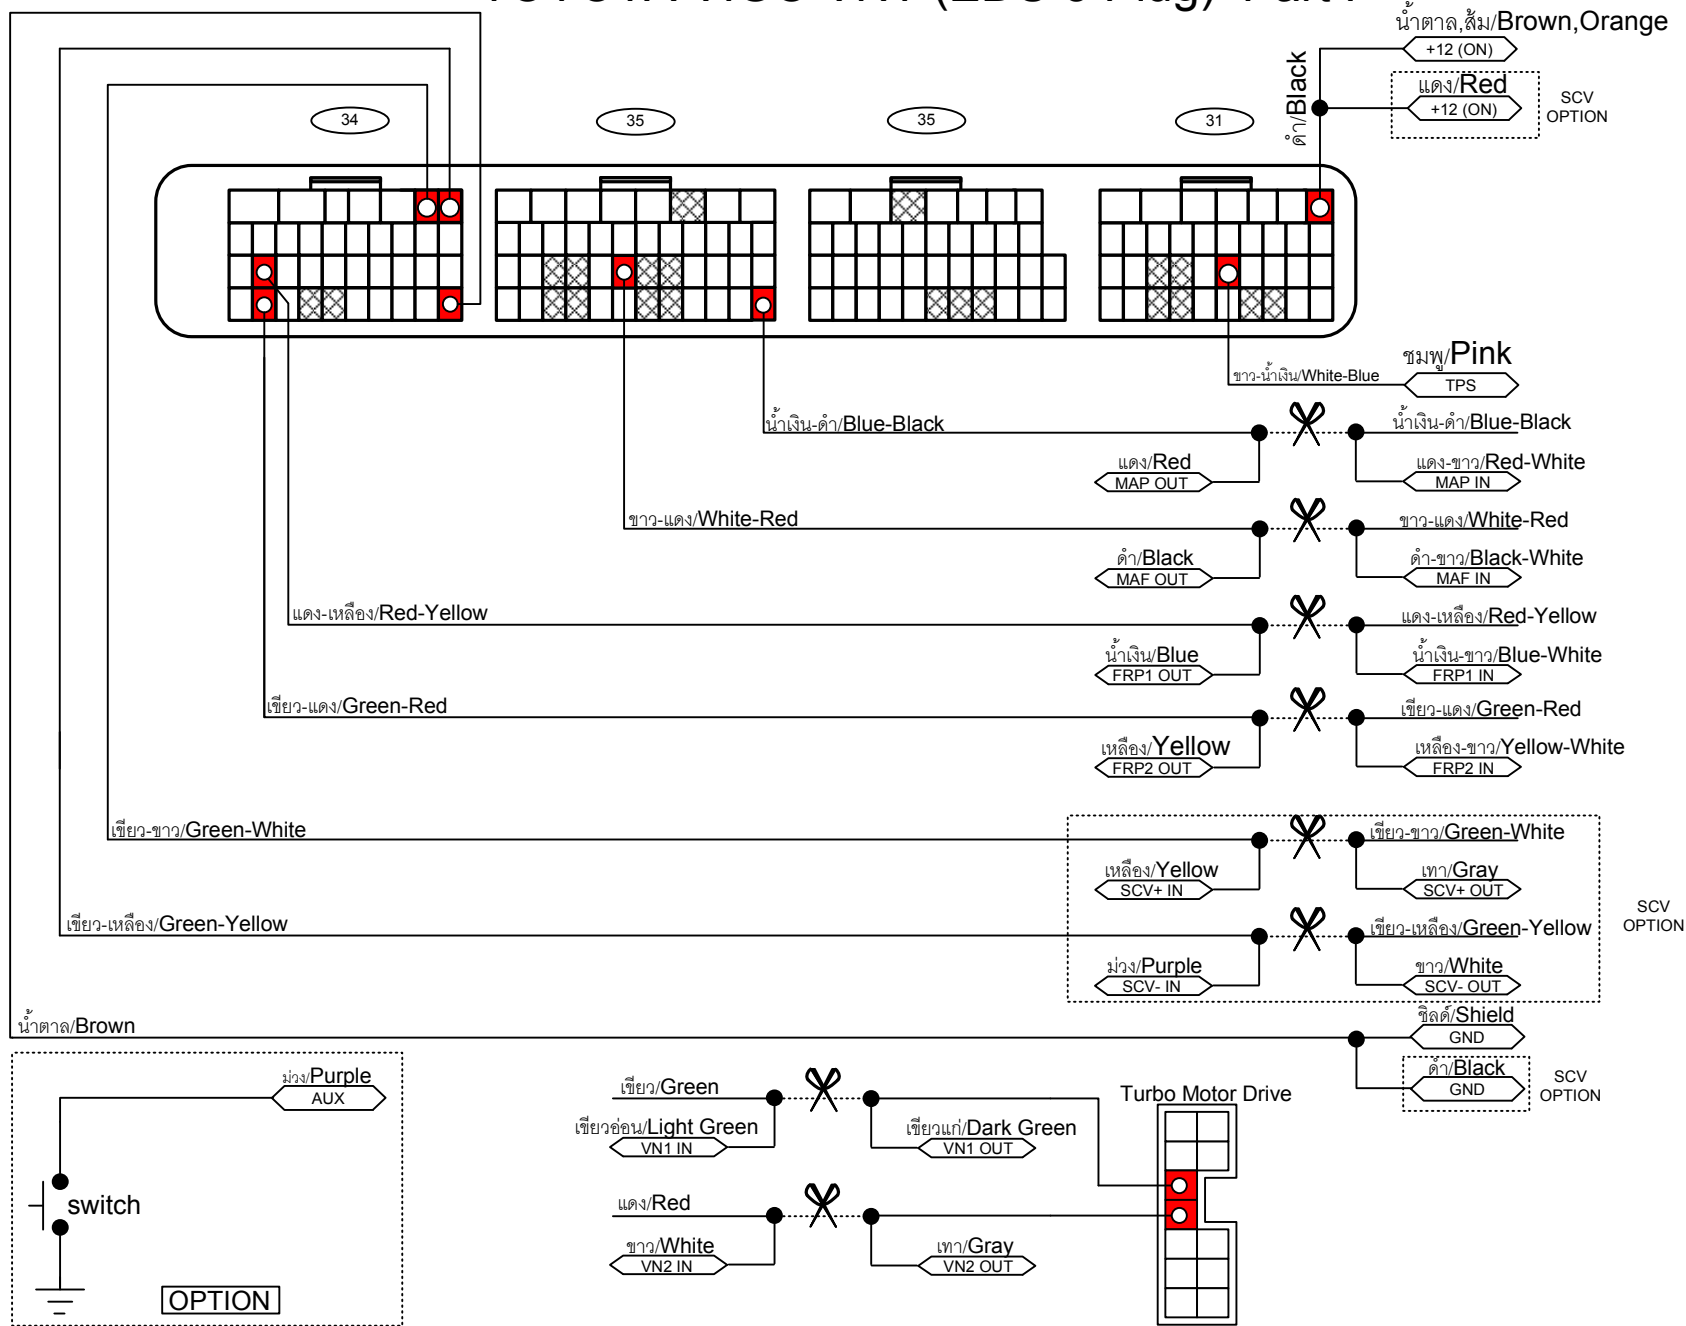 TOYOTA Plug) Part
น้ำตาล,ส้ม/Brown,Orange
+12 (ON)
ดำ/Black
แดง/Red
+12 (ON)
SCV
OPTION
34
35
35
31
ชมพู/Pink
ขาว-น้ำเงิน/White-Blue
TPS
น้ำเงิน-ดำ/Blue-Black
น้ำเงิน-ดำ/Blue-Black
แดง/Red
MAP OUT
แดง-ขาว/Red-White
MAP IN
ขาว-แดง/White-Red
ขาว-แดง/White-Red
ดำ/Black
MAF OUT
ดำ-ขาว/Black-White
MAF IN
แดง-เหลือง/Red-Yellow
แดง-เหลือง/Red-Yellow
น้ำเงิน/Blue
FRP1 OUT
น้ำเงิน-ขาว/Blue-White
FRP1 IN
เขียว-แดง/Green-Red
เขียว-แดง/Green-Red
เหลือง/Yellow
FRP2 OUT
เหลือง-ขาว/Yellow-White
FRP2 IN
เขียว-ขาว/Green-White
เขียว-ขาว/Green-White
เหลือง/Yellow
SCV+ IN
เทา/Gray
SCV+ OUT
SCV
OPTION
เขียว-เหลือง/Green-Yellow
เขียว-เหลือง/Green-Yellow
ม่วง/Purple
SCV- IN
ขาว/White
SCV- OUT
น้ำตาล/Brown
ชิลด์/Shield
GND
ดำ/Black
GND
SCV
OPTION
ม่วง/Purple
AUX
switch
OPTION
เขียว/Green
เขียวอ่อน/Light Green
VN1 IN
เขียวแก่/Dark Green
VN1 OUT
Turbo Motor Drive
แดง/Red
ขาว/White
VN2 IN
เทา/Gray
VN2 OUT